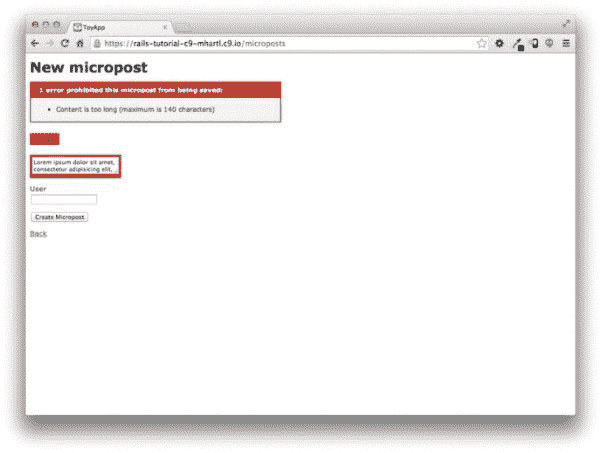 ToyApp
https://rails-tutorial-c9-mhartl.c9.io/microposts
New micropost
1 error prohibited this micropost from being saved:
Content is too long (maximum is 140 characters)
Lorem ipsum dolor sit amet,
consectetur adipisicing elit,
User
Create Micropost
Back